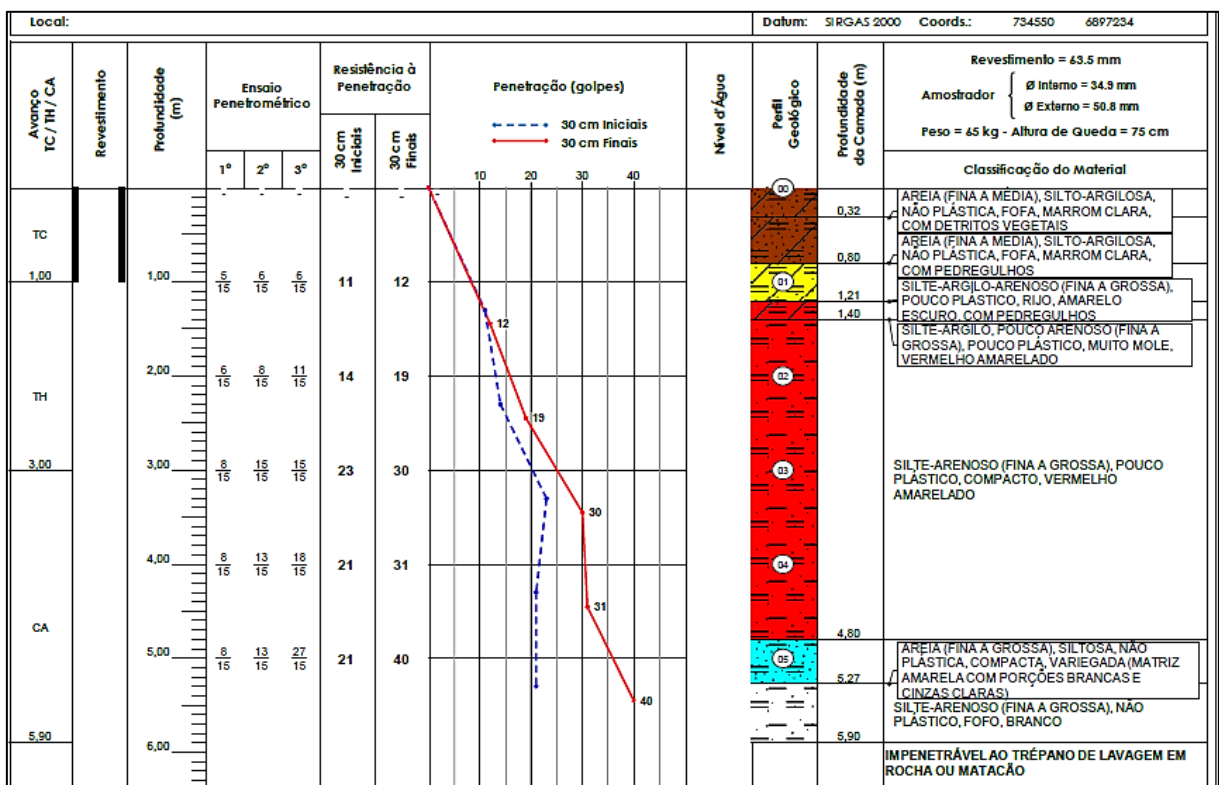 Local:
Datum: SIRGAS 2000 Coords.: 734550 6897234
Avanço
TC / TH / CA
Revestimento
Profundidade
(m)
Ensaio
Penetrométrico
1º 2º 3º
Resistência à
Penetração
30 cm
Iniciais
30 cm
Finais
Penetração (golpes)
30 cm Iniciais
30 cm Finais
10 20 30 40
Nível d'Água
Perfil
Geológico
Profundidade
da Camada (m)
Revestimento = 63.5 mm
Amostrador
Ø Interno = 34.9 mm
Ø Externo = 50.8 mm
Peso = 65 kg - Altura de Queda = 75 cm
Classificação do Material
- - - - - -
00
AREIA (FINA A MÉDIA), SILTO-ARGILOSA,
NÃO PLÁSTICA, FOFA, MARROM CLARA,
COM DETRITOS VEGETAIS
0,32
TC
AREIA (FINA A MÉDIA), SILTO-ARGILOSA,
NÃO PLÁSTICA, FOFA, MARROM CLARA,
COM PEDREGULHOS
0,80
1,00 1,00 5/15 6/15 6/15 11 12
01
SILTE-ARGILO-ARENOSO (FINA A GROSSA),
POUCO PLÁSTICO, RIJO, AMARELO
ESCURO, COM PEDREGULHOS
1,21
12
1,40
SILTE-ARGILO, POUCO ARENOSO (FINA A
GROSSA), POUCO PLÁSTICO, MUITO MOLE,
VERMELHO AMARELADO
2,00 6/15 8/15 11/15 14 19
02
TH
19
3,00 3,00 8/15 15/15 15/15 23 30
03
SILTE-ARENOSO (FINA A GROSSA), POUCO
PLÁSTICO, COMPACTO, VERMELHO
AMARELADO
30
4,00 8/15 13/15 18/15 21 31
04
31
CA
4,80
5,00 8/15 13/15 27/15 21 40
05
AREIA (FINA A GROSSA), SILTOSA, NÃO
PLÁSTICA, COMPACTA, VARIEGADA (MATRIZ
AMARELA COM PORÇÕES BRANCAS E
CINZAS CLARAS)
5,27
40
SILTE-ARENOSO (FINA A GROSSA), NÃO
PLÁSTICO, FOFO, BRANCO
5,90 5,90
6,00
IMPENETRÁVEL AO TRÉPANO DE LAVAGEM EM
ROCHA OU MATACÃO